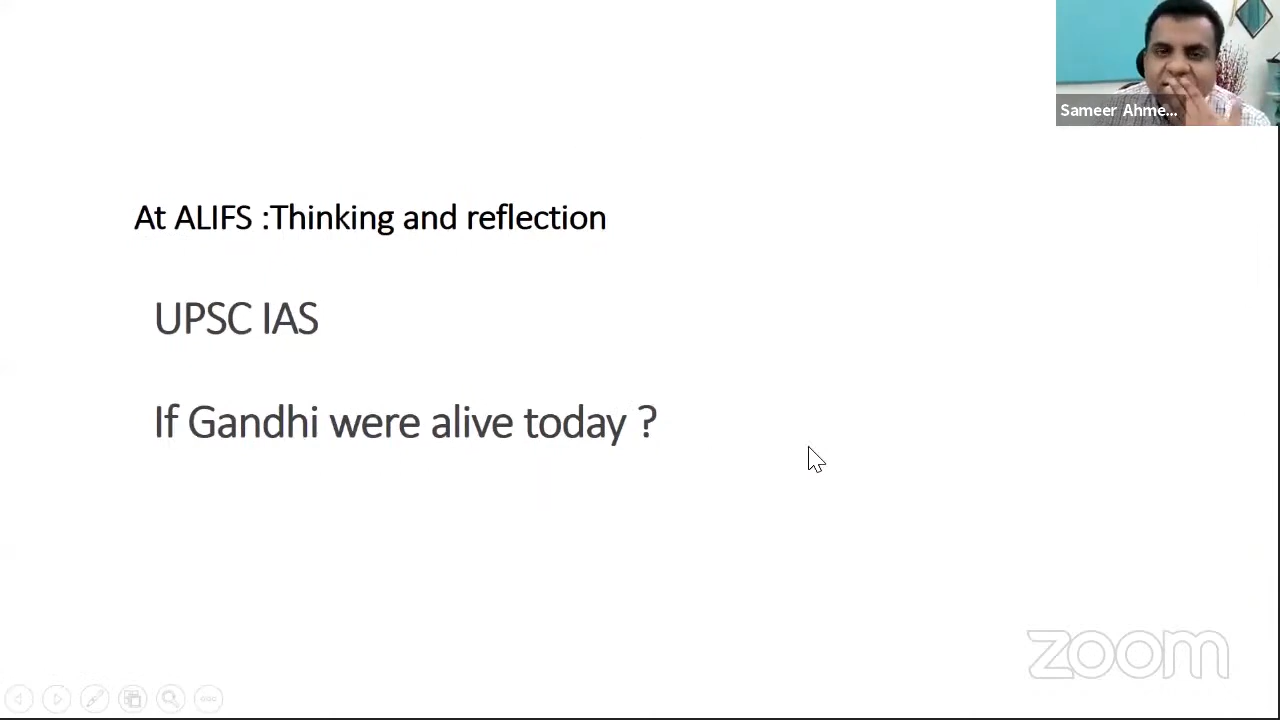 Sameer Ahme...
At ALIFS :Thinking and reflection
UPSC IAS
If Gandhi were alive today ?
zoom